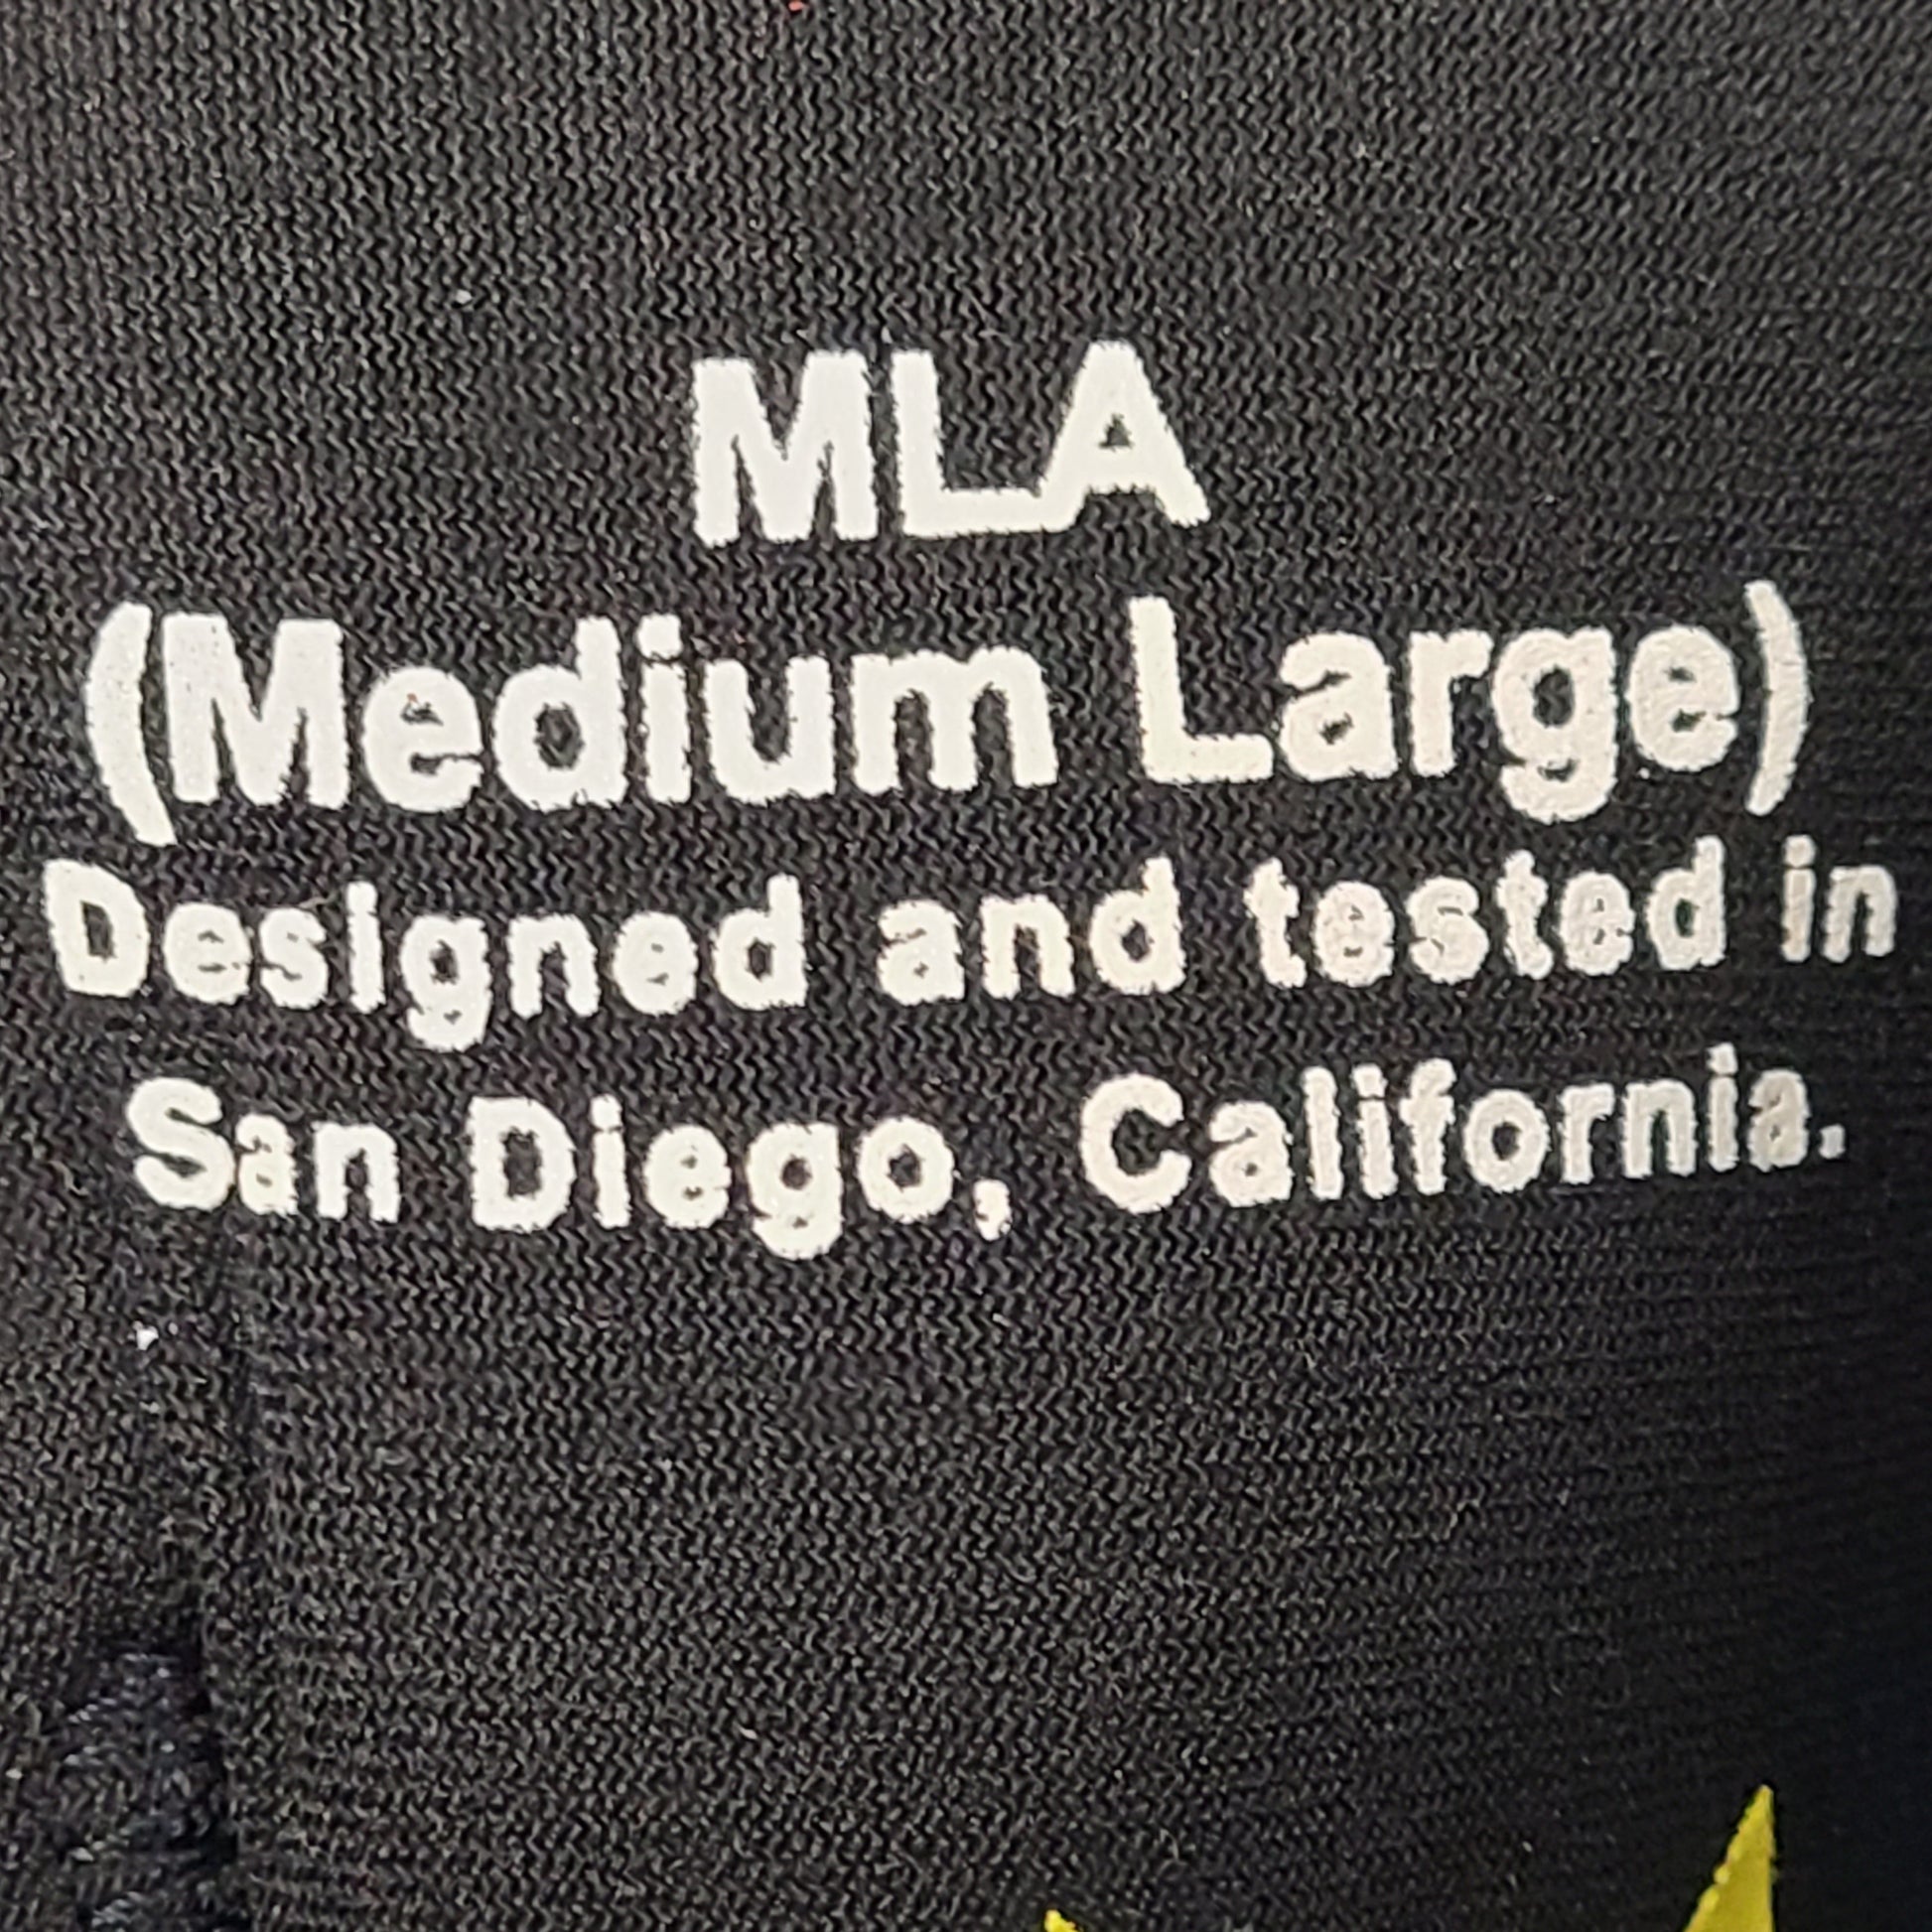 MLA
(Medium Large)
Designed and tested in
San Diego, California.